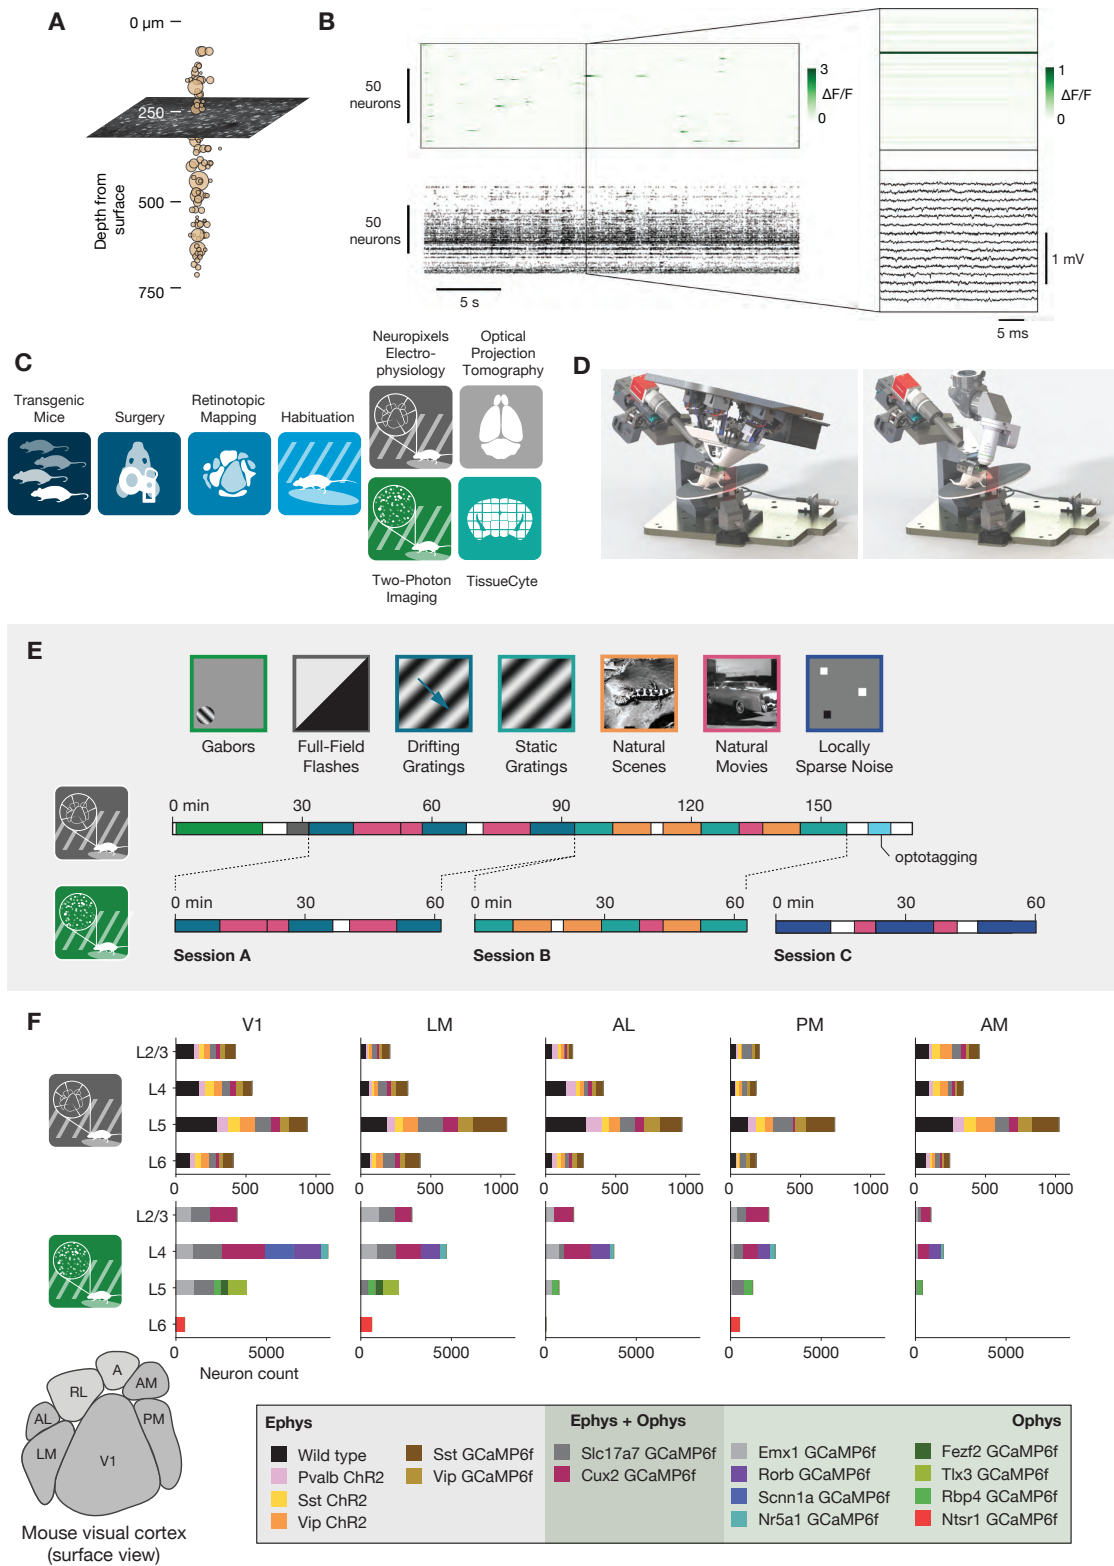 A
0 µm
250
500
750
Depth from
surface
B
50
neurons
3
ΔF/F
0
1
ΔF/F
0
50
neurons
5 s
1 mV
5 ms
C
Transgenic
Mice
Surgery
Retinotopic
Mapping
Habituation
Neuropixels
Electro-
physiology
Optical
Projection
Tomography
Two-Photon
Imaging
TissueCyte
D
E
Gabors
Full-Field
Flashes
Drifting
Gratings
Static
Gratings
Natural
Scenes
Natural
Movies
Locally
Sparse Noise
0 min 30 60 90 120 150
optotagging
0 min 30 60
Session A
0 min 30 60
Session B
0 min 30 60
Session C
F
V1 LM AL PM AM
L2/3
L4
L5
L6
0 1000 0 1000 0 1000 0 1000 0 1000
L2/3
L4
L5
L6
0 5000 0 5000 0 5000 0 5000 0 5000
Neuron count
A
RL
AM
AL
PM
LM
V1
Mouse visual cortex
(surface view)
Ephys
Wild type
Pvalb ChR2
Sst ChR2
Vip ChR2
Sst GCaMP6f
Vip GCaMP6f
Ephys + Ophys
Slc17a7 GCaMP6f
Cux2 GCaMP6f
Ophys
Emx1 GCaMP6f
Rorb GCaMP6f
Scnn1a GCaMP6f
Nr5a1 GCaMP6f
Fezf2 GCaMP6f
Tlx3 GCaMP6f
Rbp4 GCaMP6f
Ntsr1 GCaMP6f